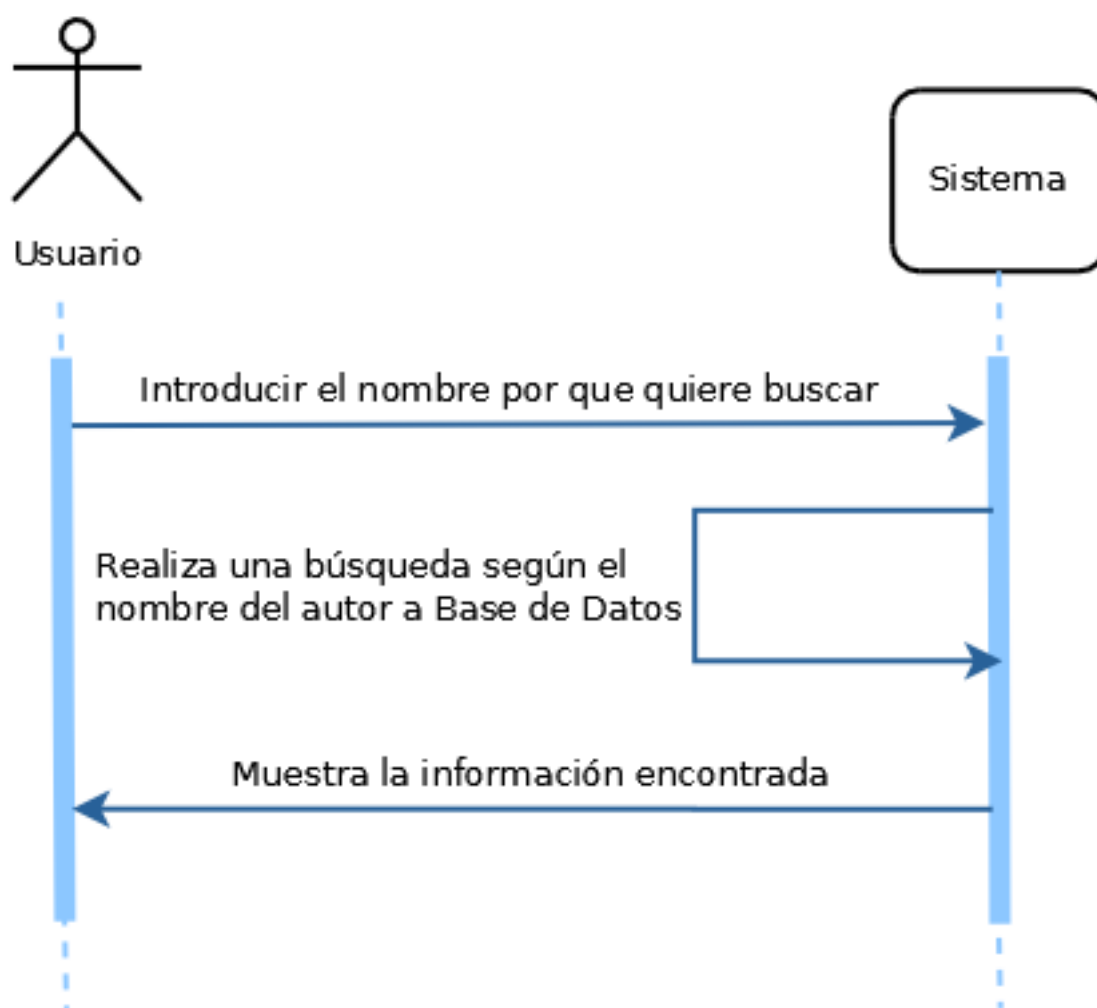 Sistema
Usuario
Introducir el nombre por que quiere buscar
Realiza una búsqueda según el
nombre del autor a Base de Datos
Muestra la información encontrada